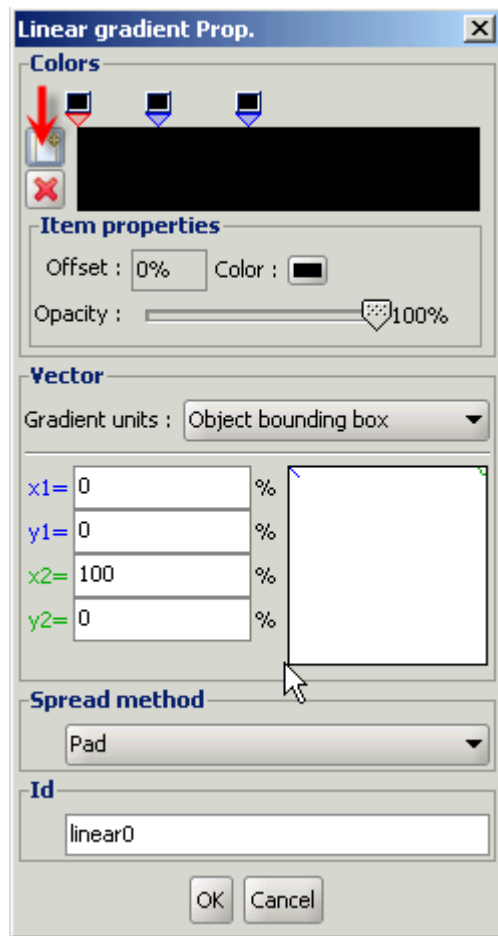 Linear gradient Prop.
Colors
Item properties
Offset : 0% Color :
Opacity : 100%
Vector
Gradient units : Object bounding box
x1= 0 %
y1= 0 %
x2= 100 %
y2= 0 %
Spread method
Pad
Id
linear0
OK Cancel